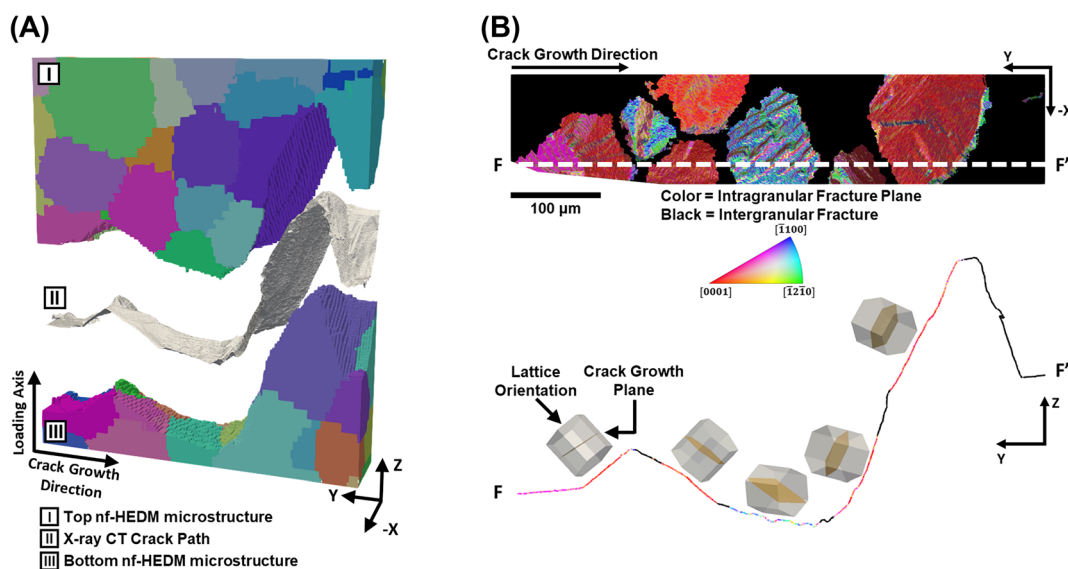 (A)
I
II
III
Loading Axis
Crack Growth
Direction
Z
Y
-X
I Top nf-HEDM microstructure
II X-ray CT Crack Path
III Bottom nf-HEDM microstructure
(B)
Crack Growth Direction
Y
-X
F
F'
100 µm
Color = Intragranular Fracture Plane
Black = Intergranular Fracture
[1̅100]
[0001]
[1̅21̅0]
Lattice
Orientation
Crack Growth
Plane
F
F'
Z
Y